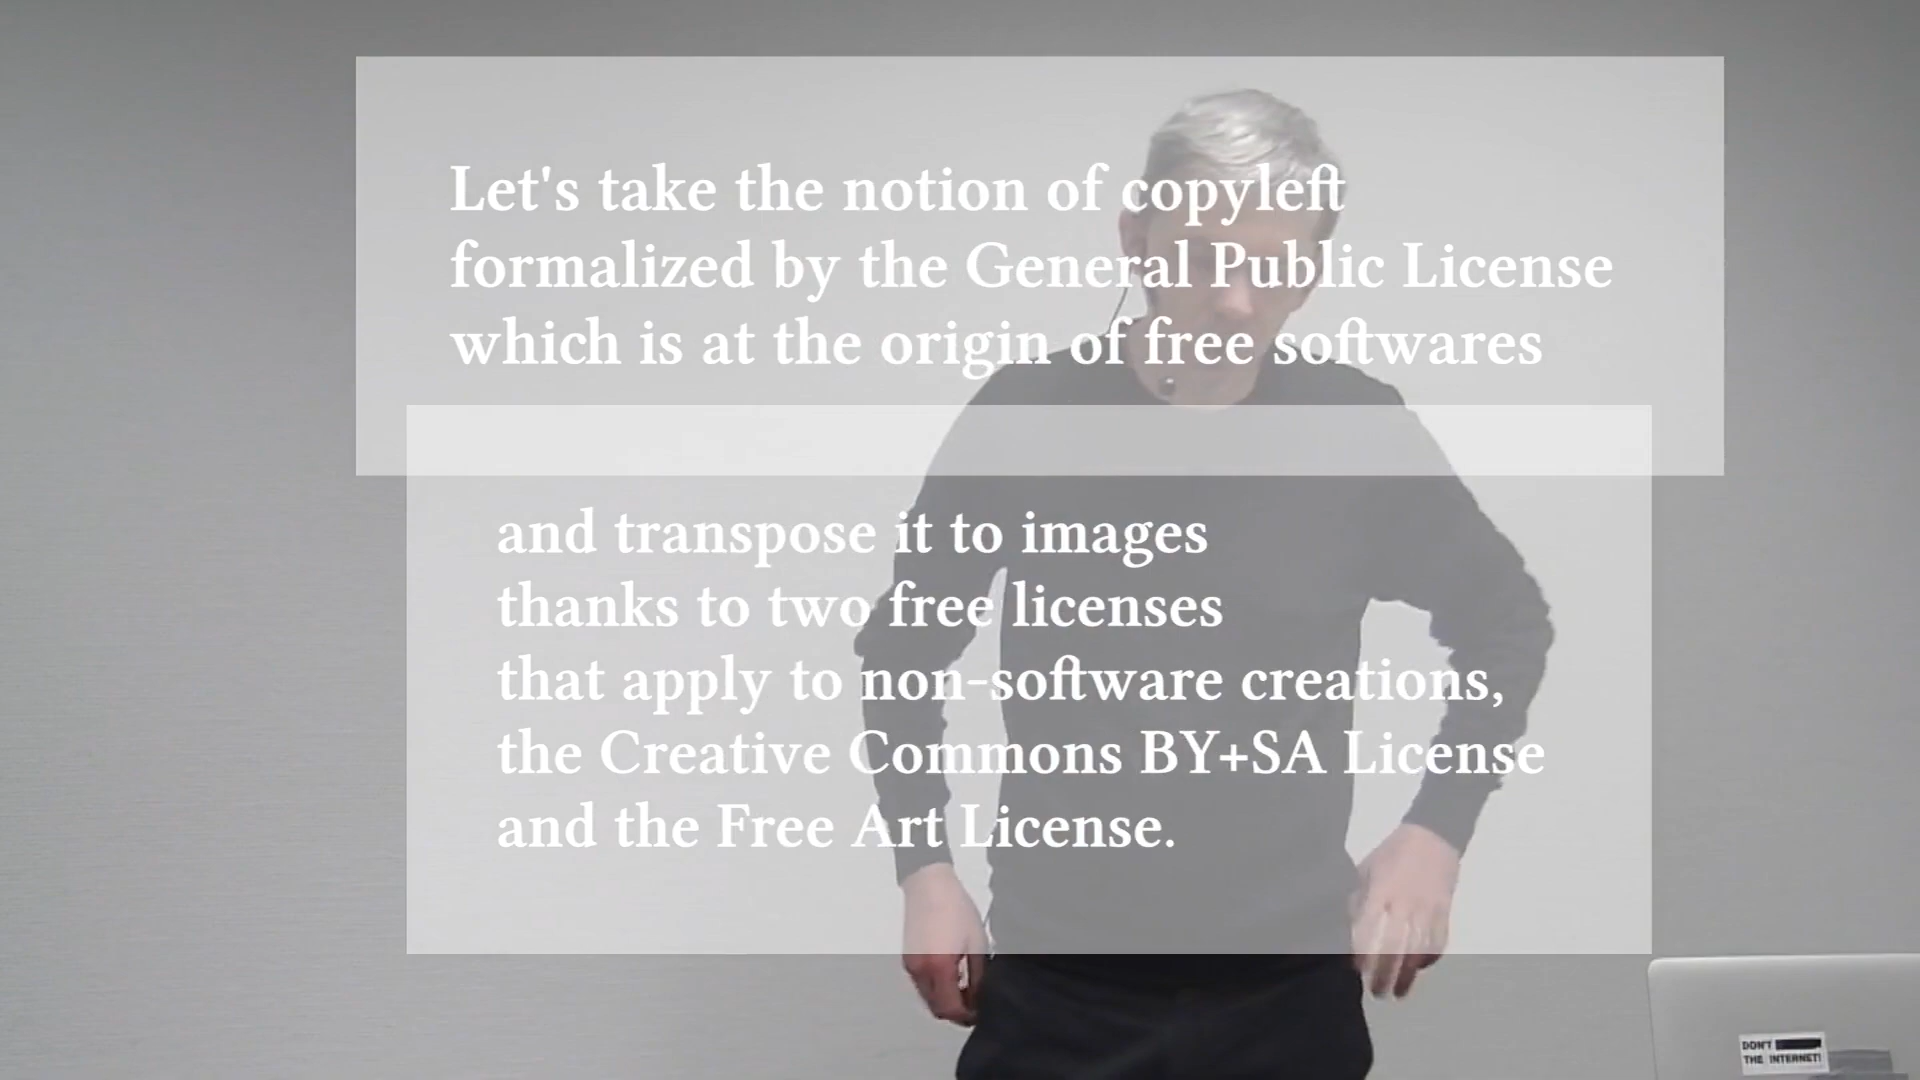 Let's take the notion of copyleft
formalized by the General Public License
which is at the origin of free softwares
and transpose it to images
thanks to two free licenses
that apply to non-software creations,
the Creative Commons BY+SA License
and the Free Art License.
DON'T
THE INTERNET!